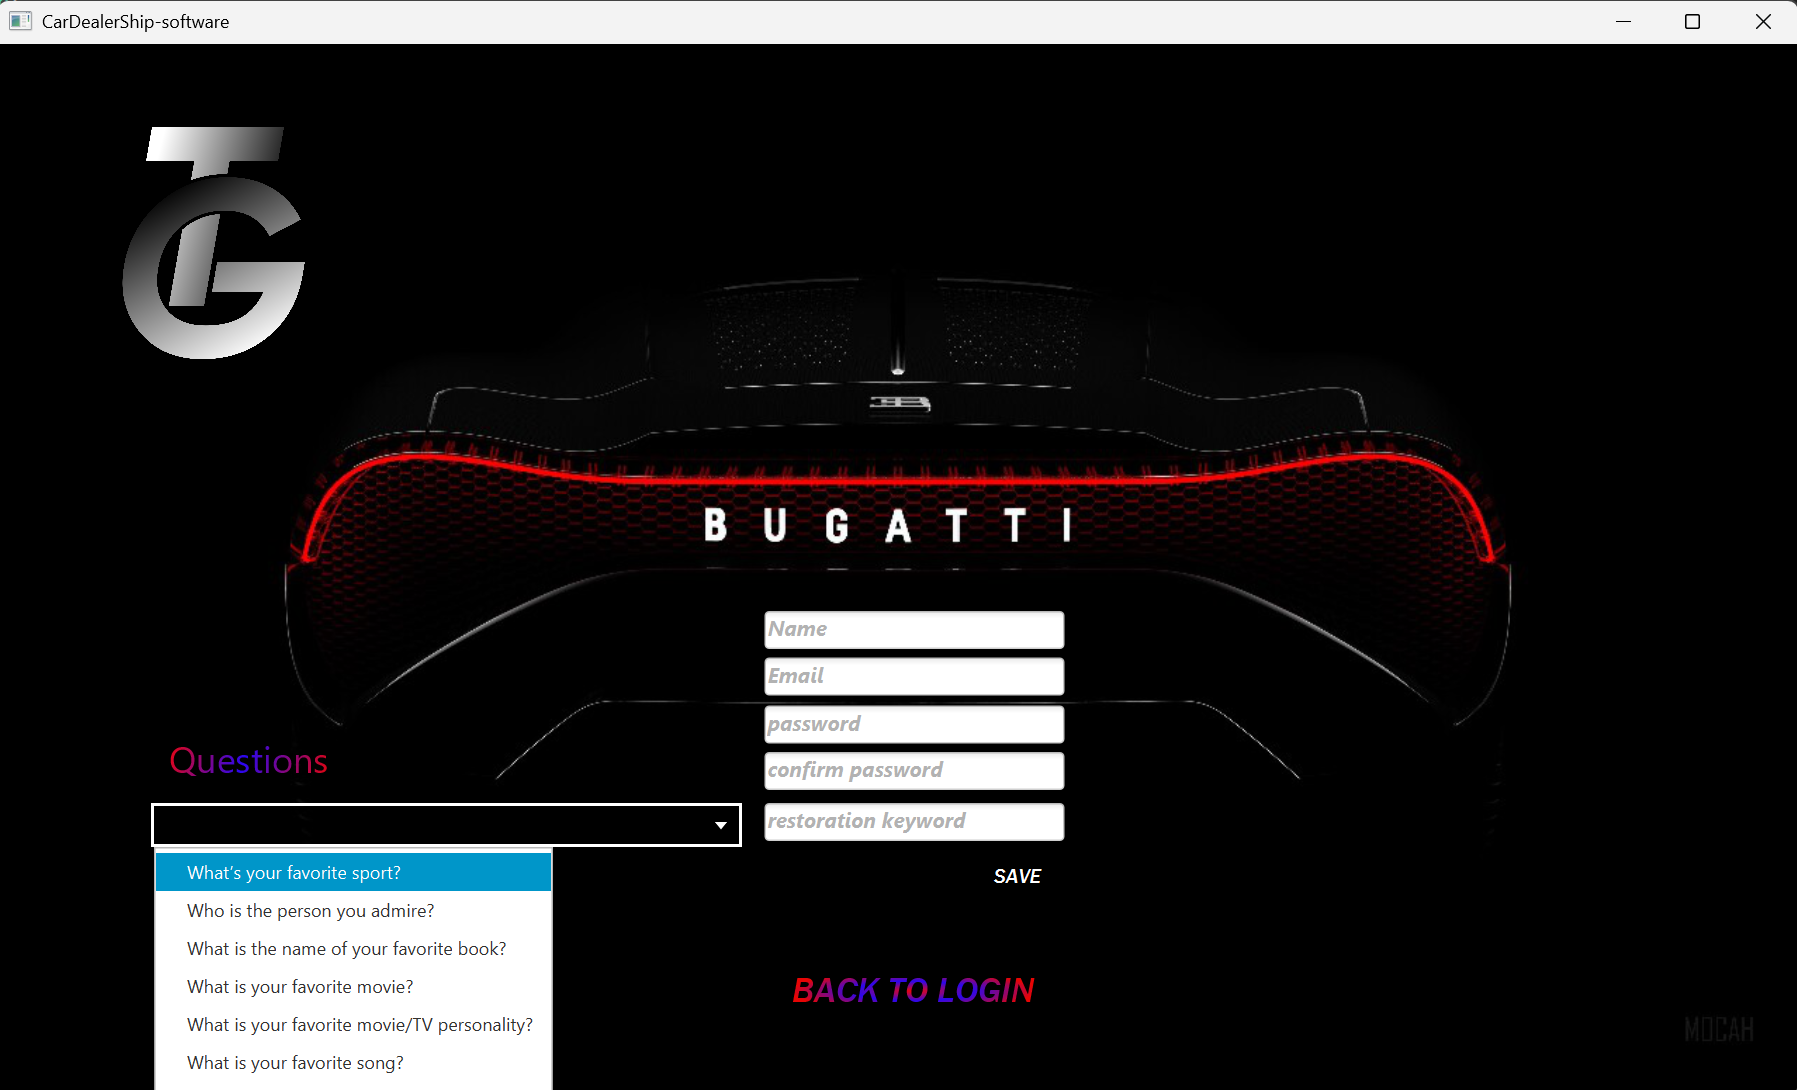 CarDealerShip-software
TG
BUGATTI
Name
Email
password
confirm password
restoration keyword
Questions
What's your favorite sport?
Who is the person you admire?
What is the name of your favorite book?
What is your favorite movie?
What is your favorite movie/TV personality?
What is your favorite song?
SAVE
BACK TO LOGIN
MOCAH